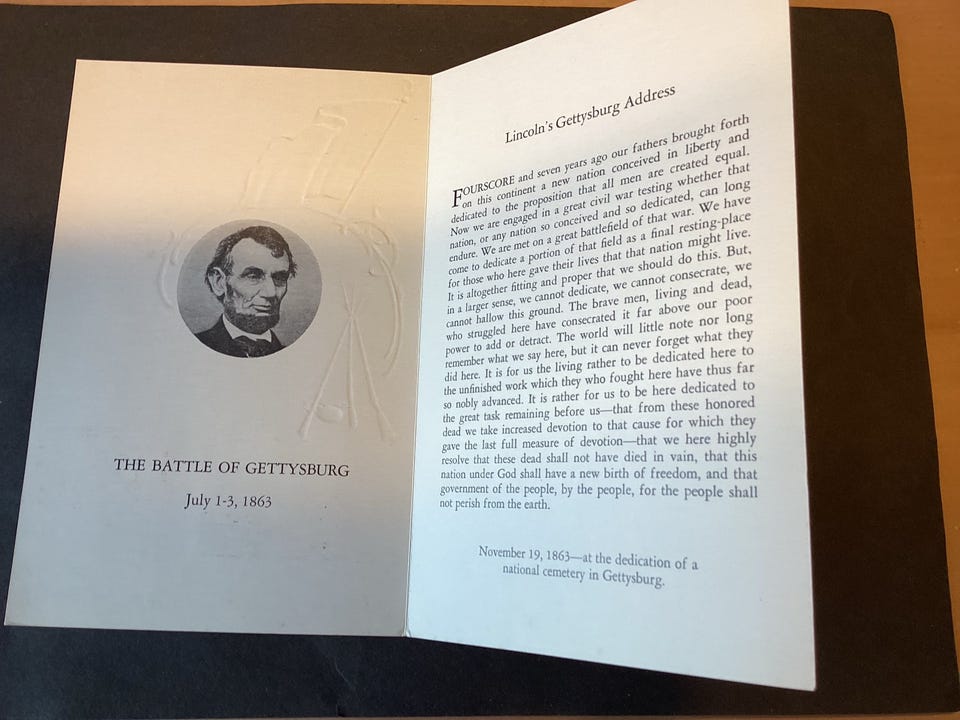 THE BATTLE OF GETTYSBURG
July 1-3, 1863
Lincoln's Gettysburg Address
FOURSCORE and seven years ago our fathers brought forth
on this continent a new nation conceived in liberty and
dedicated to the proposition that all men are created equal.
Now we are engaged in a great civil war testing whether that
nation, or any nation so conceived and so dedicated, can long
endure. We are met on a great battlefield of that war. We have
come to dedicate a portion of that field as a final resting-place
for those who here gave their lives that that nation might live.
It is altogether fitting and proper that we should do this. But,
in a larger sense, we cannot dedicate, we cannot consecrate, we
cannot hallow this ground. The brave men, living and dead,
who struggled here have consecrated it far above our poor
power to add or detract. The world will little note nor long
remember what we say here, but it can never forget what they
did here. It is for us the living rather to be dedicated here to
the unfinished work which they who fought here have thus far
so nobly advanced. It is rather for us to be here dedicated to
the great task remaining before us—that from these honored
dead we take increased devotion to that cause for which they
gave the last full measure of devotion—that we here highly
resolve that these dead shall not have died in vain, that this
nation under God shall have a new birth of freedom, and that
government of the people, by the people, for the people shall
not perish from the earth.
November 19, 1863—at the dedication of a
national cemetery in Gettysburg.